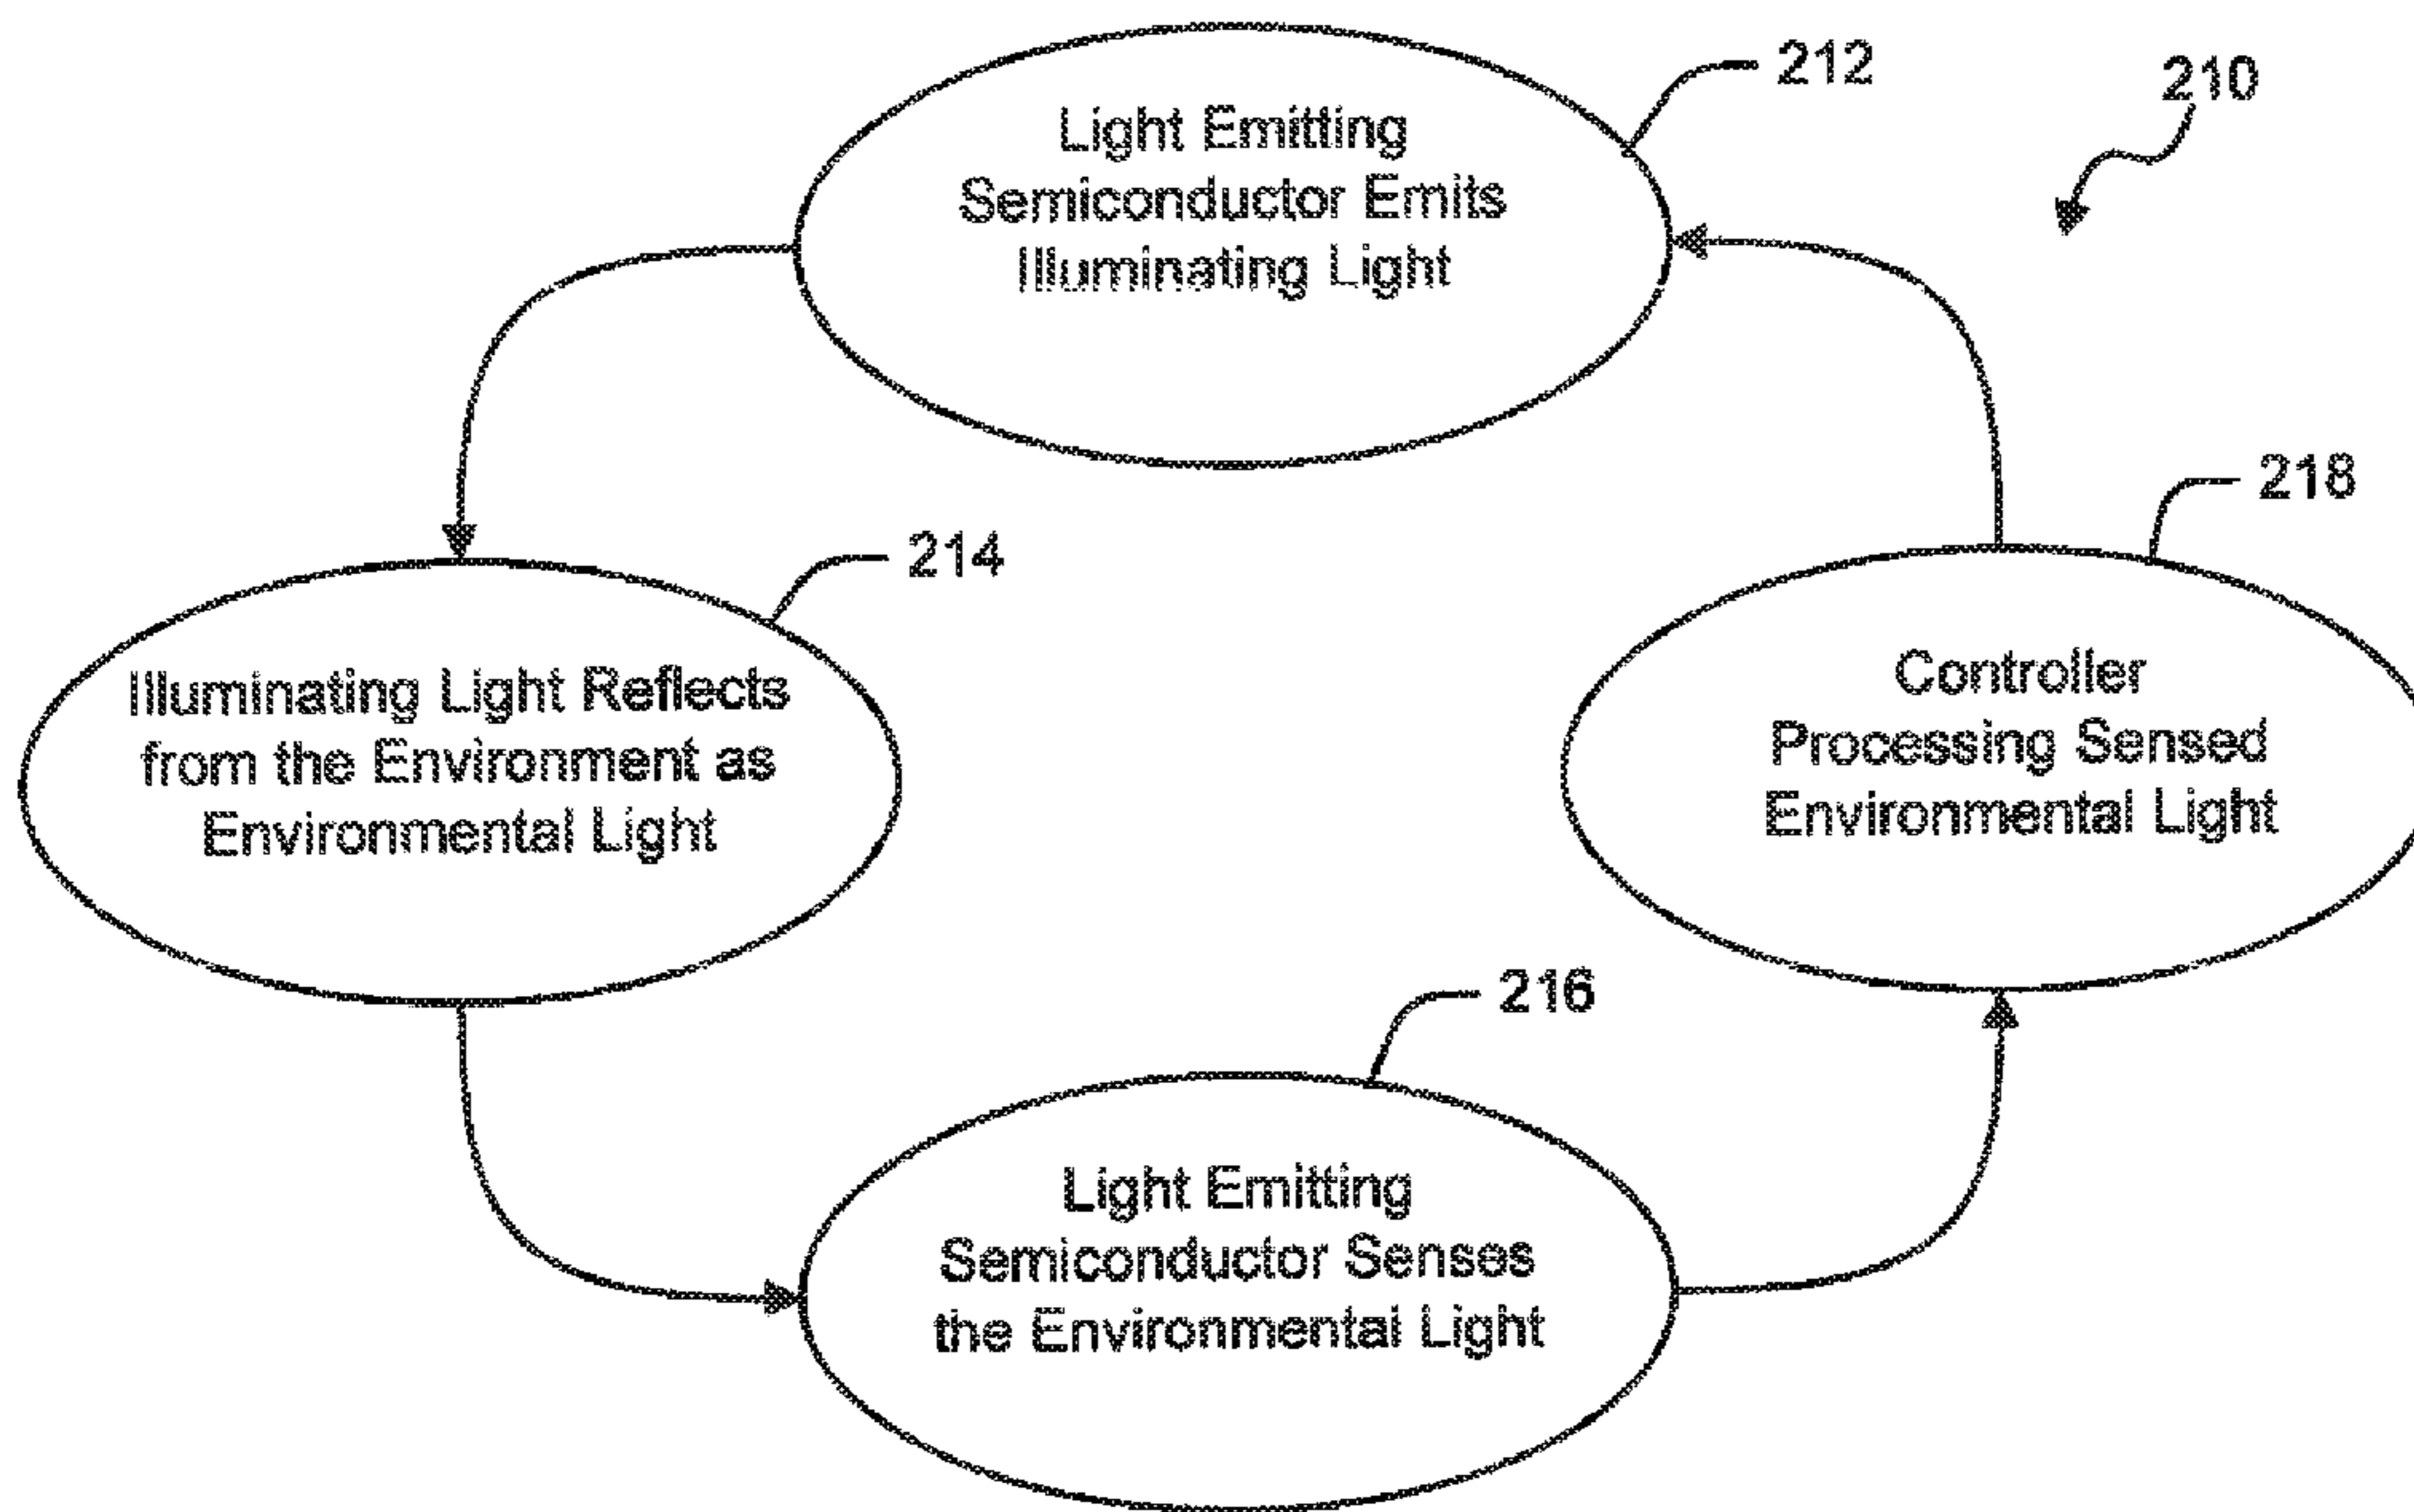 212
210
Light Emitting
Semiconductor Emits
Illuminating Light
218
214
Illuminating Light Reflects
from the Environment as
Environmental Light
Controller
Processing Sensed
Environmental Light
216
Light Emitting
Semiconductor Senses
the Environmental Light